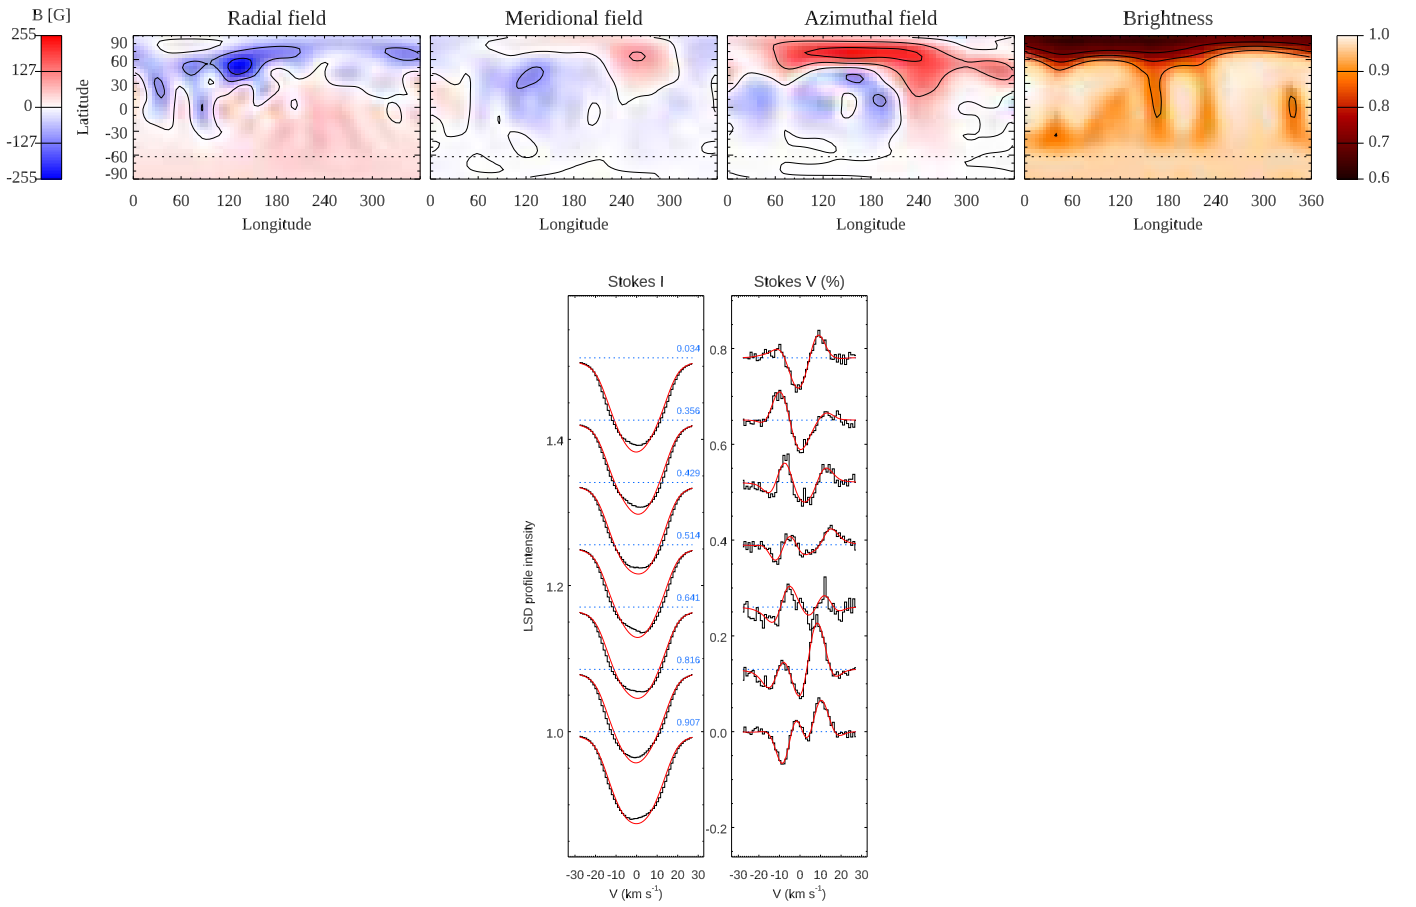 B [G]
Radial field
Meridional field
Azimuthal field
Brightness
255
127
0
-127
-255
Latitude
90
60
30
0
-30
-60
-90
1.0
0.9
0.8
0.7
0.6
0 60 120 180 240 300
0 60 120 180 240 300
0 60 120 180 240 300
0 60 120 180 240 300 360
Longitude
Longitude
Longitude
Longitude
Stokes I
Stokes V (%)
0.034
0.356
0.429
0.514
0.641
0.816
0.907
1.4
1.2
1.0
LSD profile intensity
0.8
0.6
0.4
0.2
0.0
-0.2
-30 -20 -10 0 10 20 30
-30 -20 -10 0 10 20 30
V (km s-1)
V (km s-1)